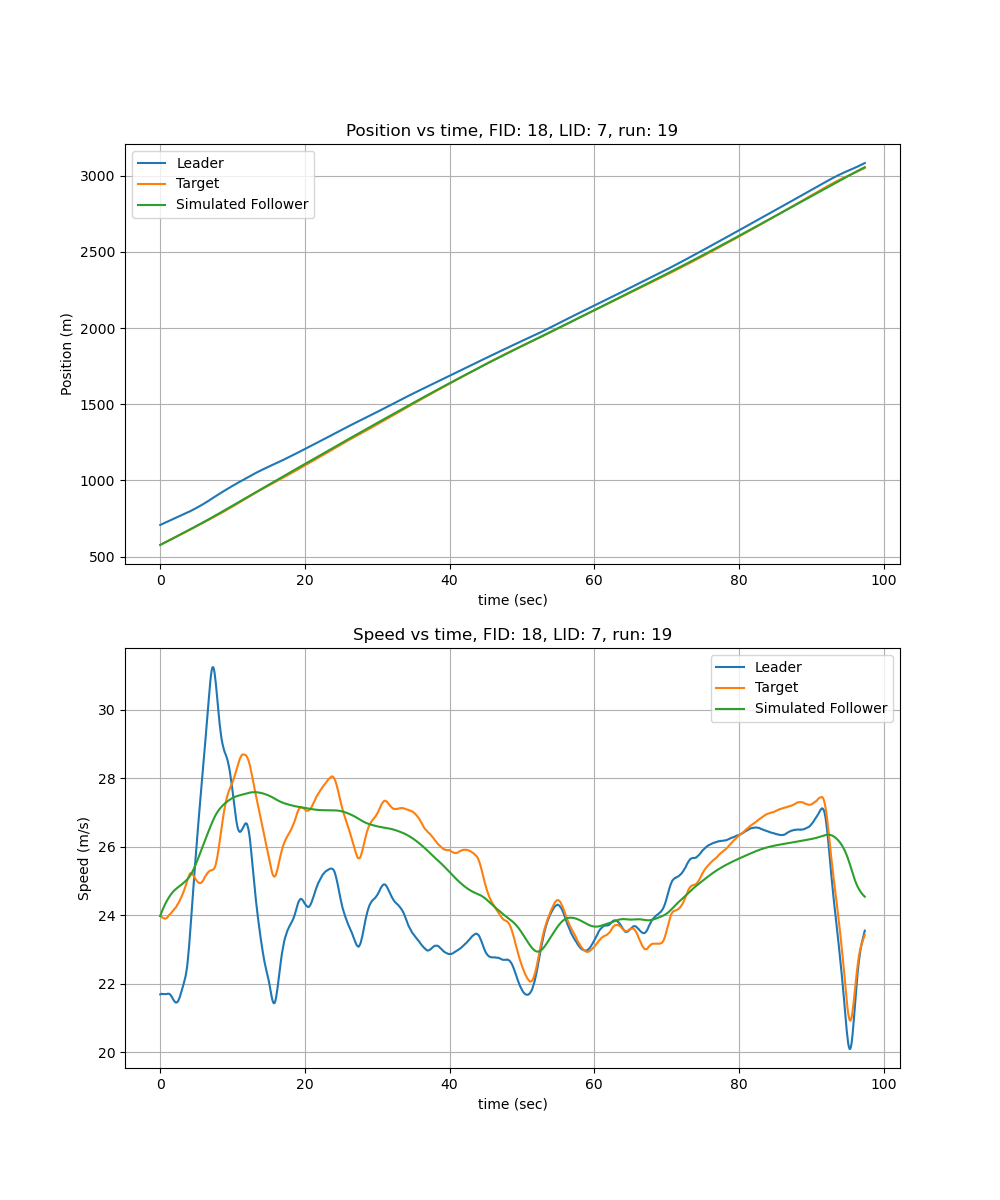 Position vs time, FID: 18, LID: 7, run: 19
Leader
Target
Simulated Follower
Position (m)
3000
2500
2000
1500
1000
500
0 20 40 60 80 100
time (sec)
Speed vs time, FID: 18, LID: 7, run: 19
Leader
Target
Simulated Follower
Speed (m/s)
30
28
26
24
22
20
0 20 40 60 80 100
time (sec)